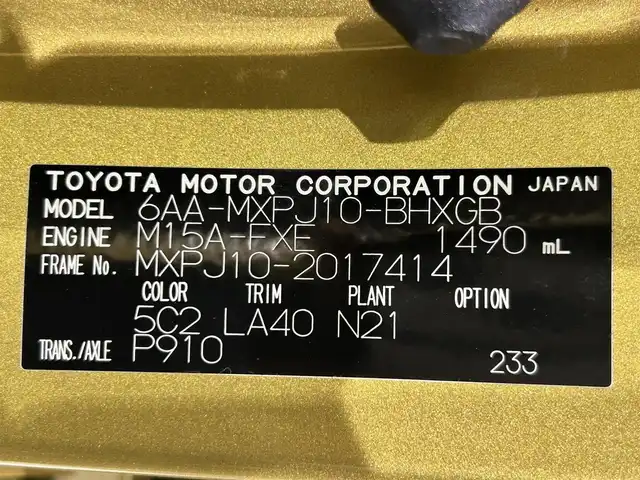 TOYOTA MOTOR CORPORATION JAPAN
MODEL 6AA-MXPJ10-BHXGB
ENGINE M15A-FXE 1490 mL
FRAME No. MXPJ10-2017414
COLOR TRIM PLANT OPTION
5C2 LA40 N21
TRANS./AXLE P910 233